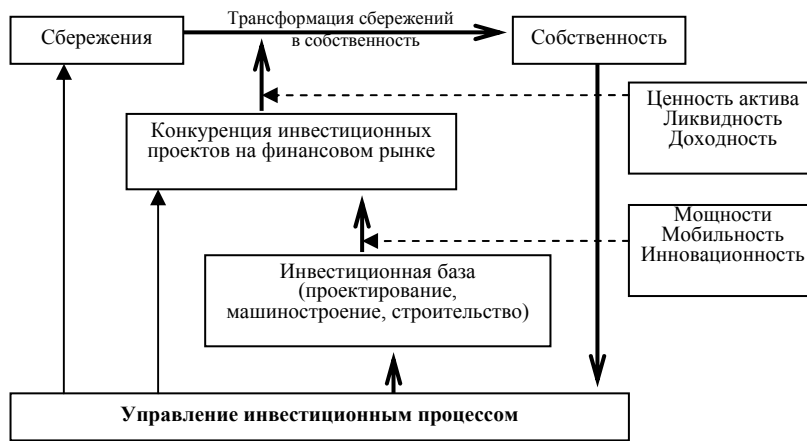 Трансформация сбережений
в собственность
Сбережения
Собственность
Ценность актива
Ликвидность
Доходность
Конкуренция инвестиционных
проектов на финансовом рынке
Мощности
Мобильность
Инновационность
Инвестиционная база
(проектирование,
машиностроение, строительство)
Управление инвестиционным процессом